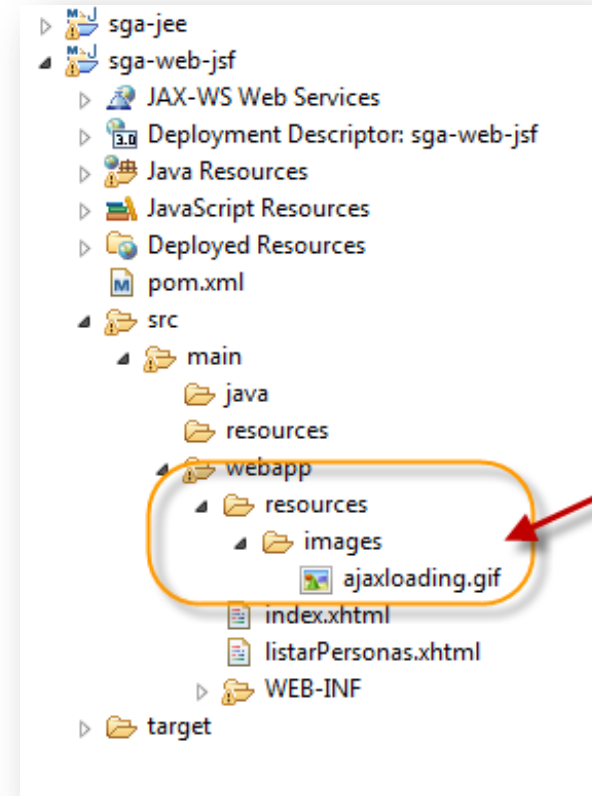 sga-jee
sga-web-jsf
JAX-WS Web Services
Deployment Descriptor: sga-web-jsf
Java Resources
JavaScript Resources
Deployed Resources
pom.xml
src
main
java
resources
webapp
resources
images
ajaxloading.gif
index.xhtml
listarPersonas.xhtml
WEB-INF
target